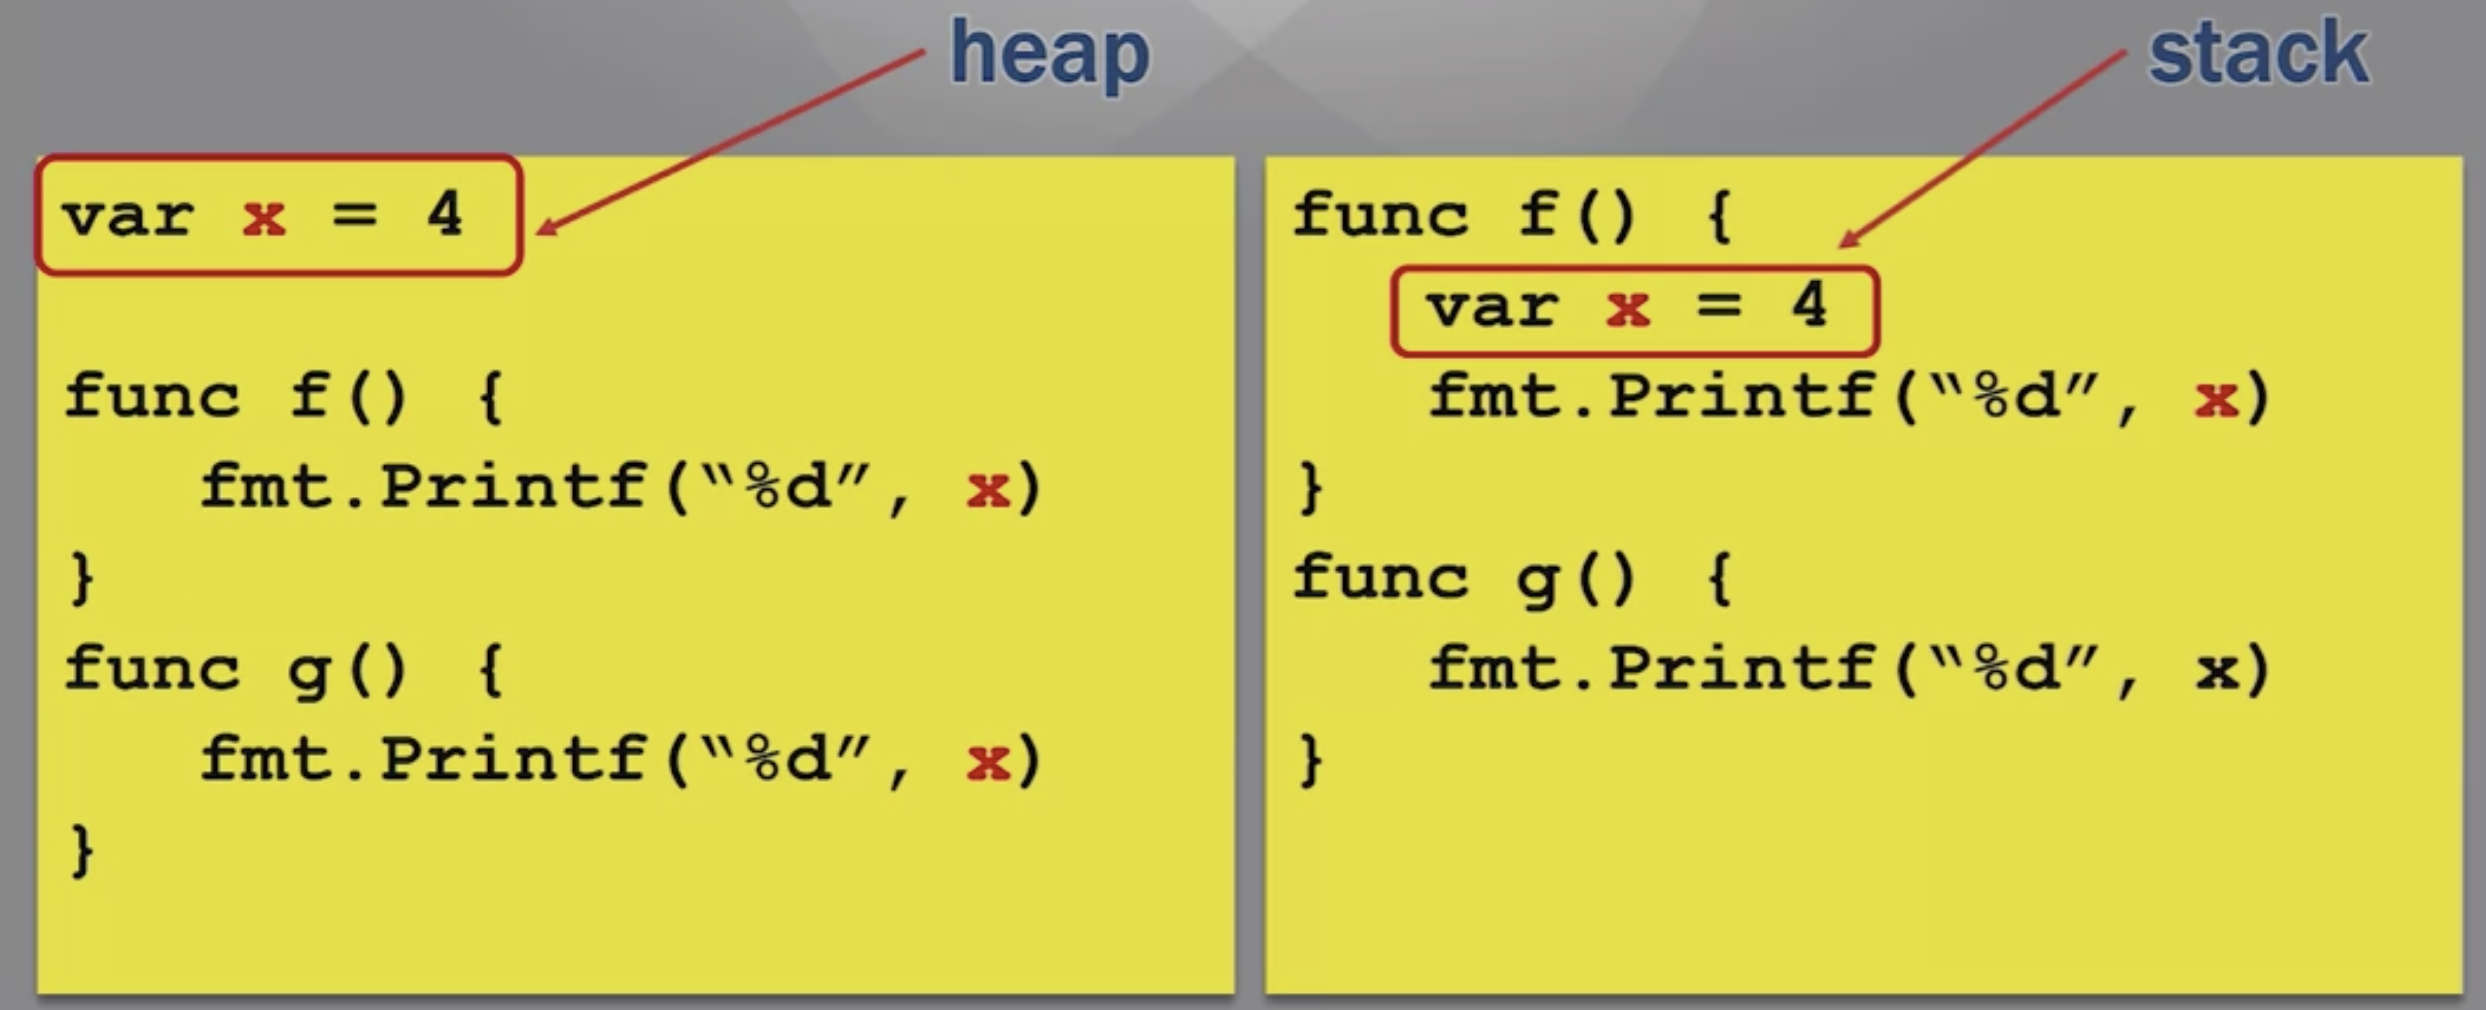 heap
stack
var x = 4
func f() {
fmt.Printf(“%d”, x)
}
func g() {
fmt.Printf(“%d”, x)
}
func f() {
var x = 4
fmt.Printf(“%d”, x)
}
func g() {
fmt.Printf(“%d”, x)
}